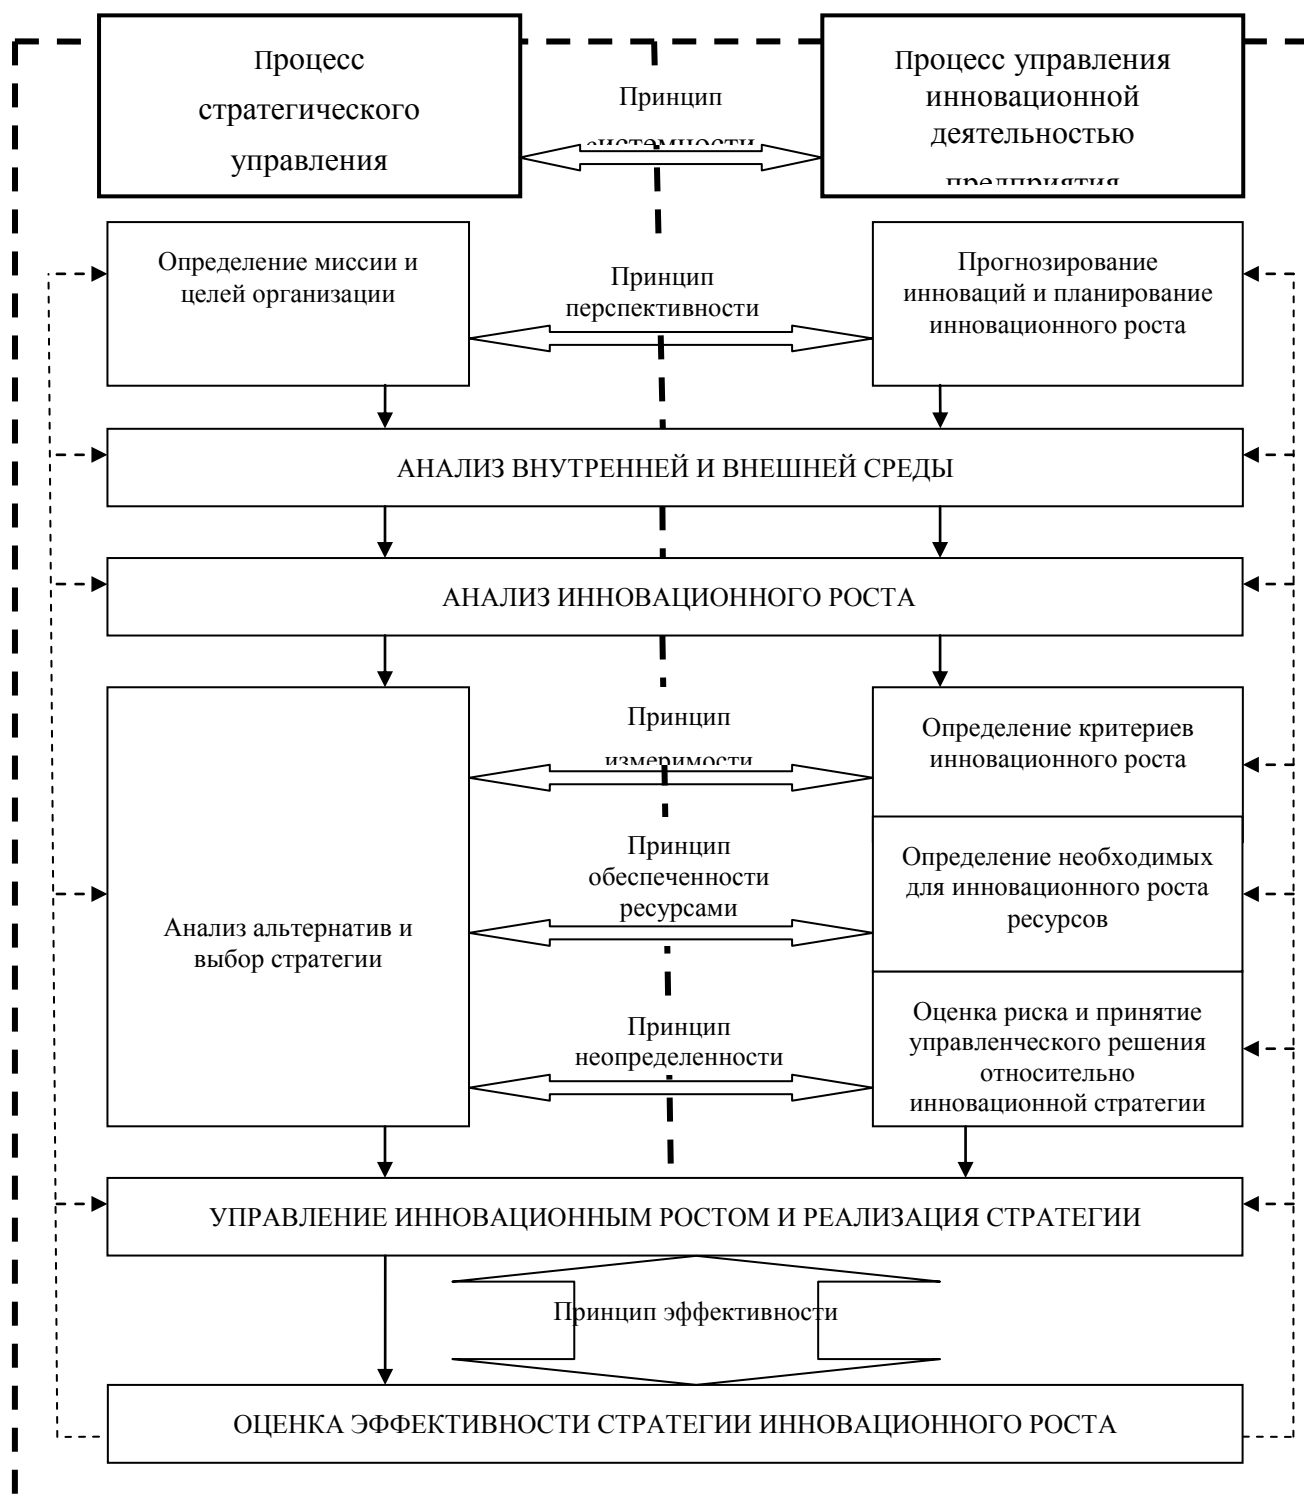 Процесс
стратегического
управления
Принцип
системности
Процесс управления
инновационной
деятельностью
предприятия
Определение миссии и
целей организации
Принцип
перспективности
Прогнозирование
инноваций и планирование
инновационного роста
АНАЛИЗ ВНУТРЕННЕЙ И ВНЕШНЕЙ СРЕДЫ
АНАЛИЗ ИННОВАЦИОННОГО РОСТА
Анализ альтернатив и
выбор стратегии
Принцип
измеримости
Принцип
обеспеченности
ресурсами
Принцип
неопределенности
Определение критериев
инновационного роста
Определение необходимых
для инновационного роста
ресурсов
Оценка риска и принятие
управленческого решения
относительно
инновационной стратегии
УПРАВЛЕНИЕ ИННОВАЦИОННЫМ РОСТОМ И РЕАЛИЗАЦИЯ СТРАТЕГИИ
Принцип эффективности
ОЦЕНКА ЭФФЕКТИВНОСТИ СТРАТЕГИИ ИННОВАЦИОННОГО РОСТА